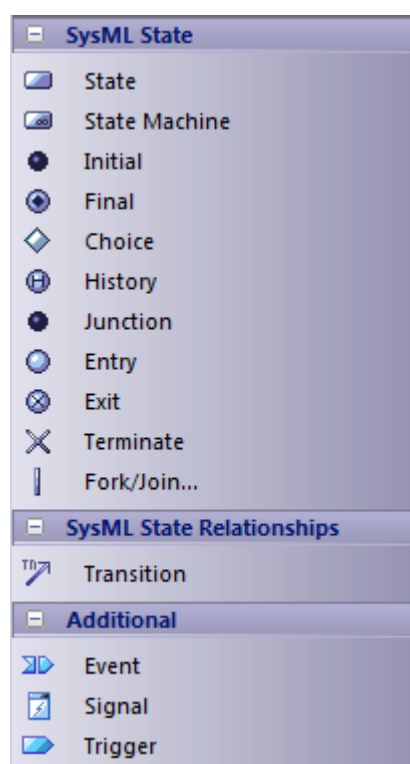 SysML State
State
State Machine
Initial
Final
Choice
History
Junction
Entry
Exit
Terminate
Fork/Join...
SysML State Relationships
Transition
Additional
Event
Signal
Trigger